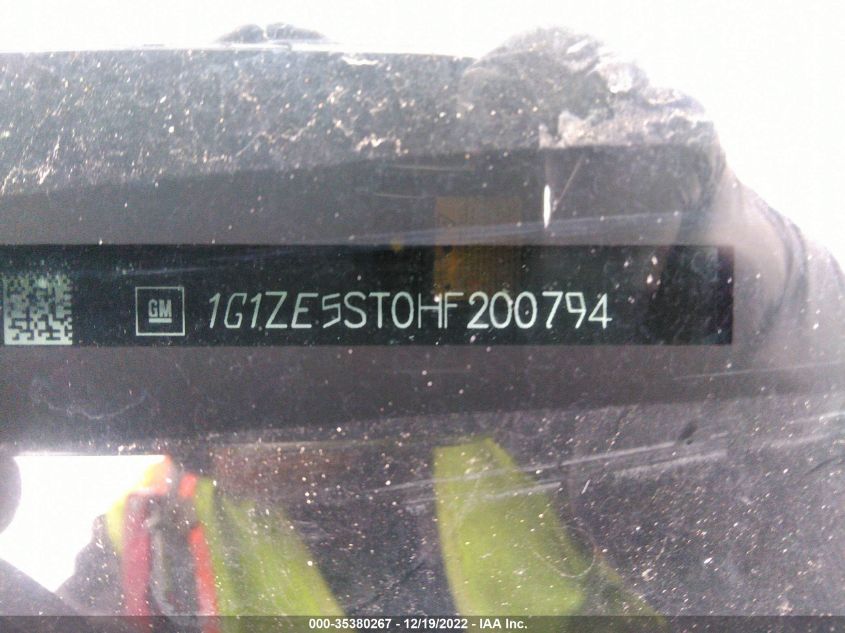 GM 1G1ZE5ST0HF200794
000-35380267 - 12/19/2022 - IAA Inc.